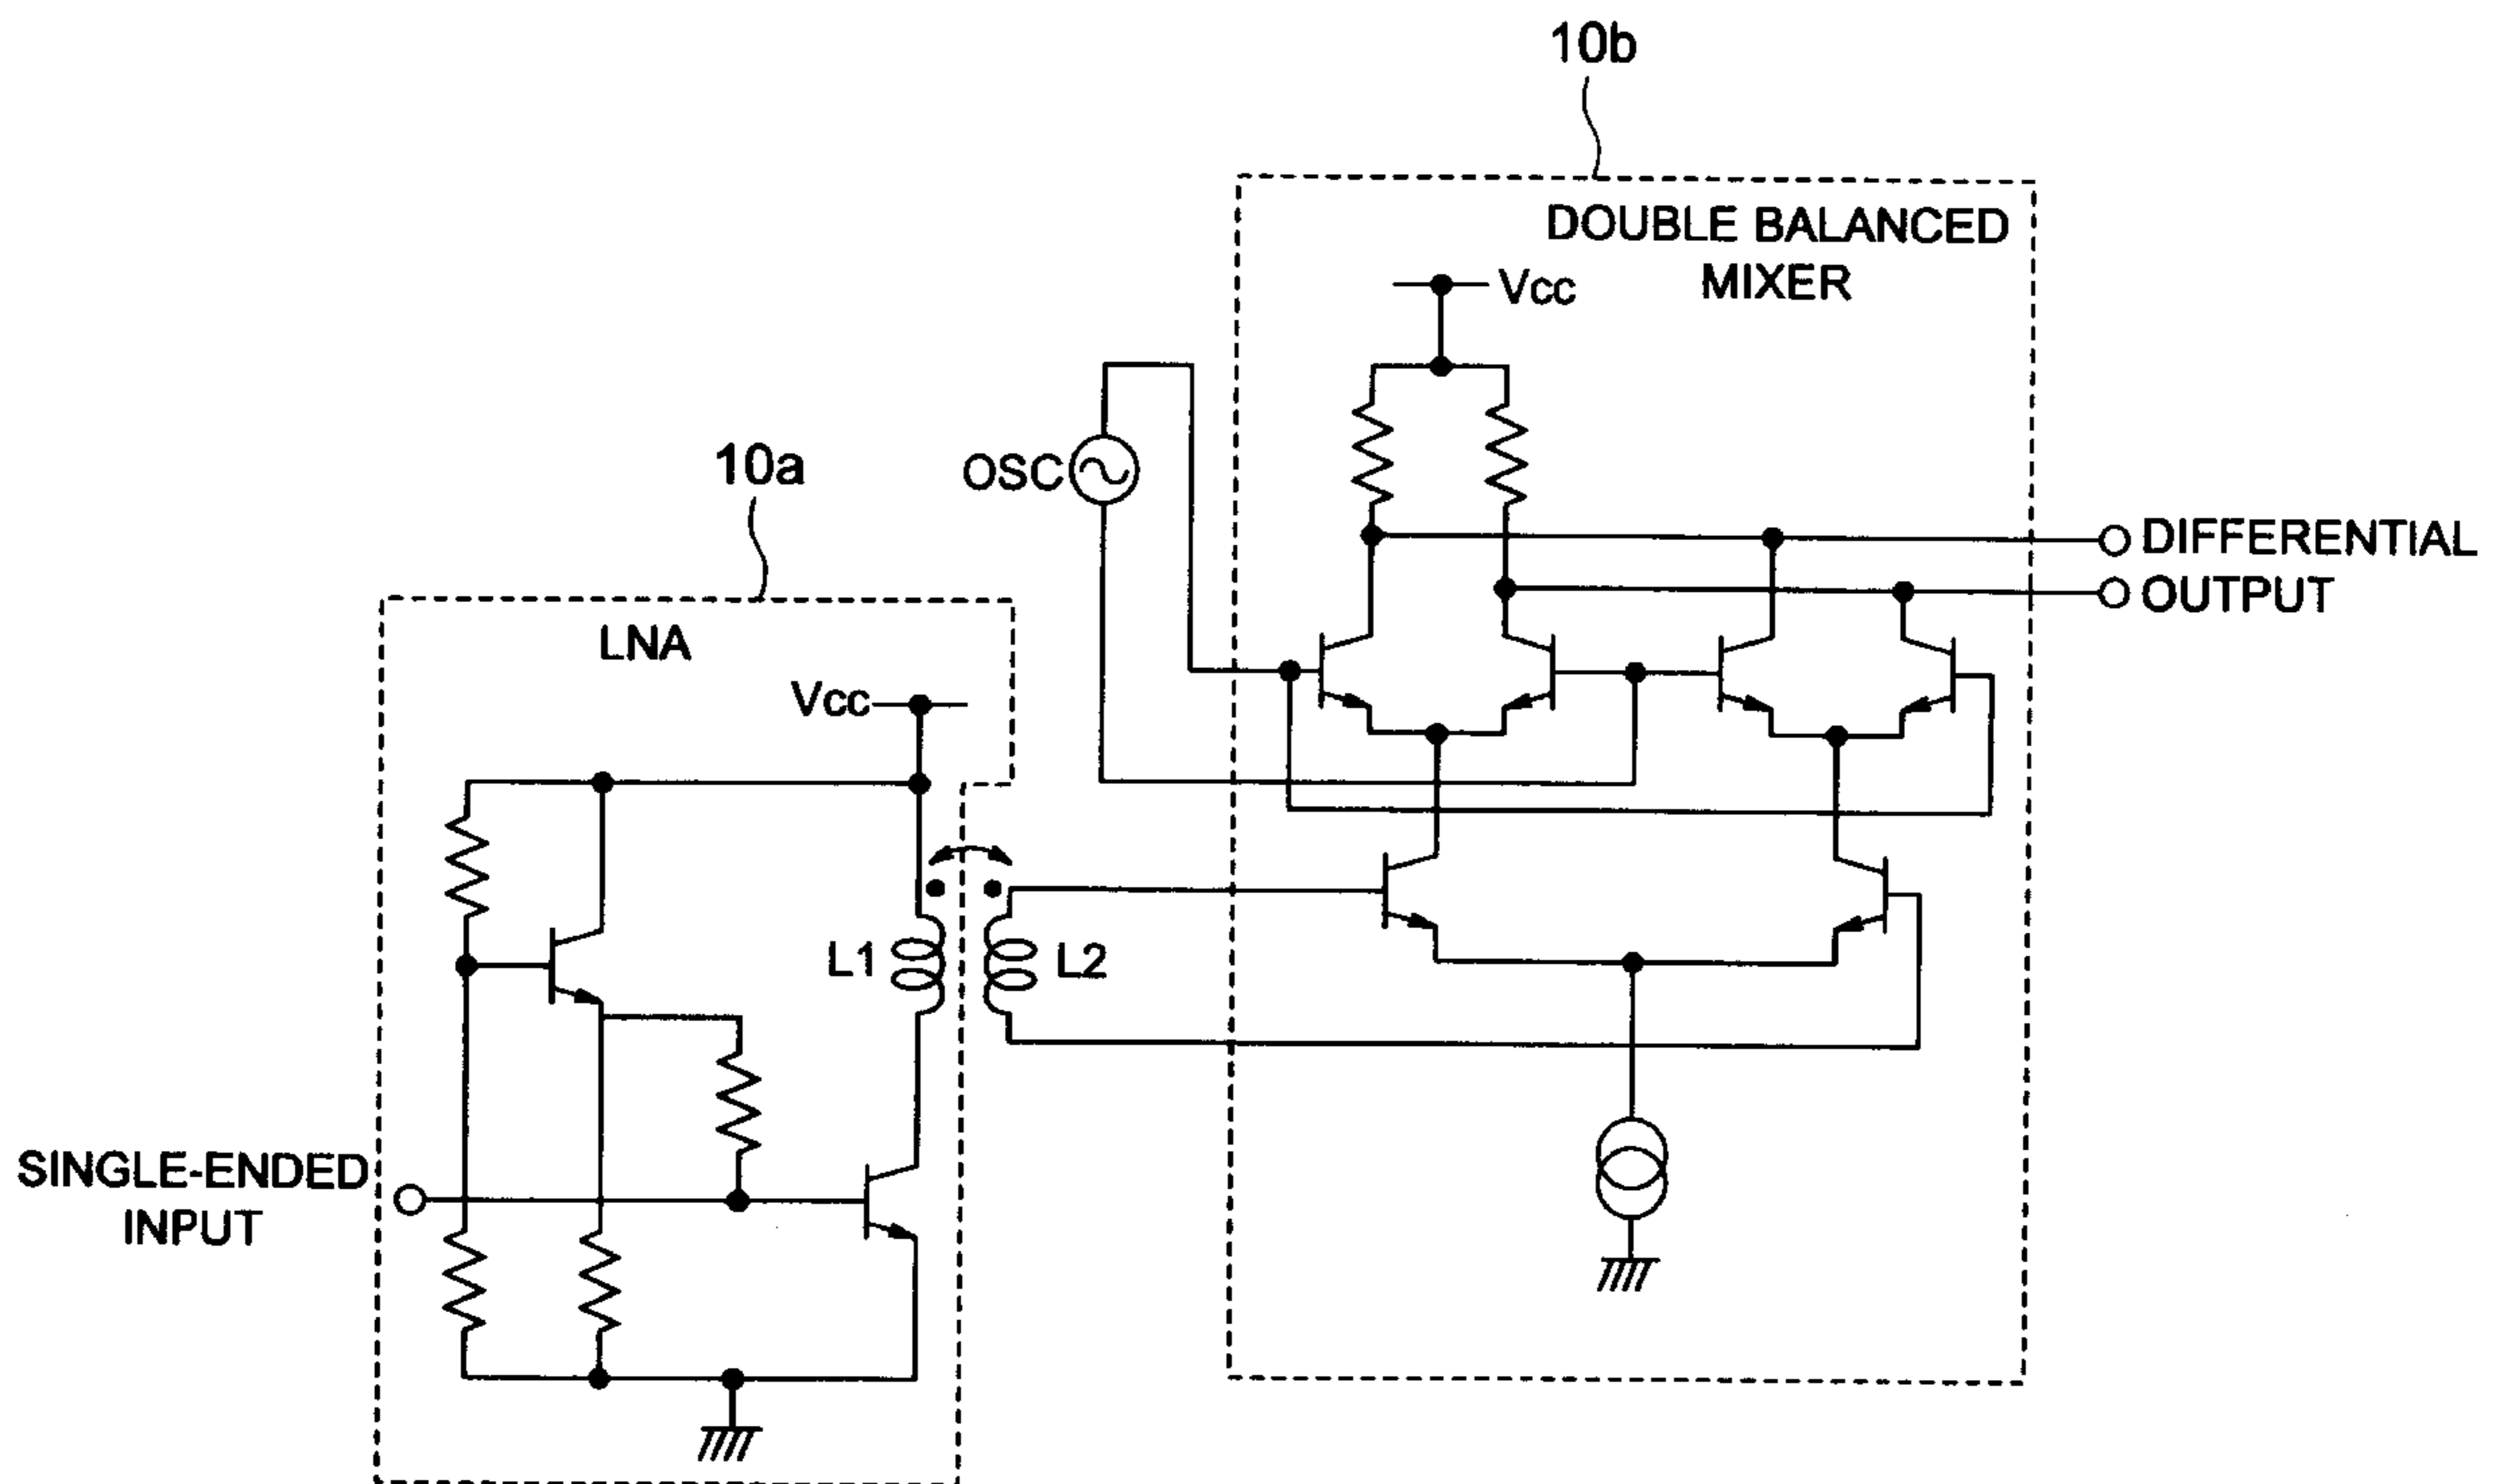 10b
DOUBLE BALANCED
MIXER
Vcc
10a
OSC
DIFFERENTIAL
OUTPUT
LNA
Vcc
L1
L2
SINGLE-ENDED
INPUT